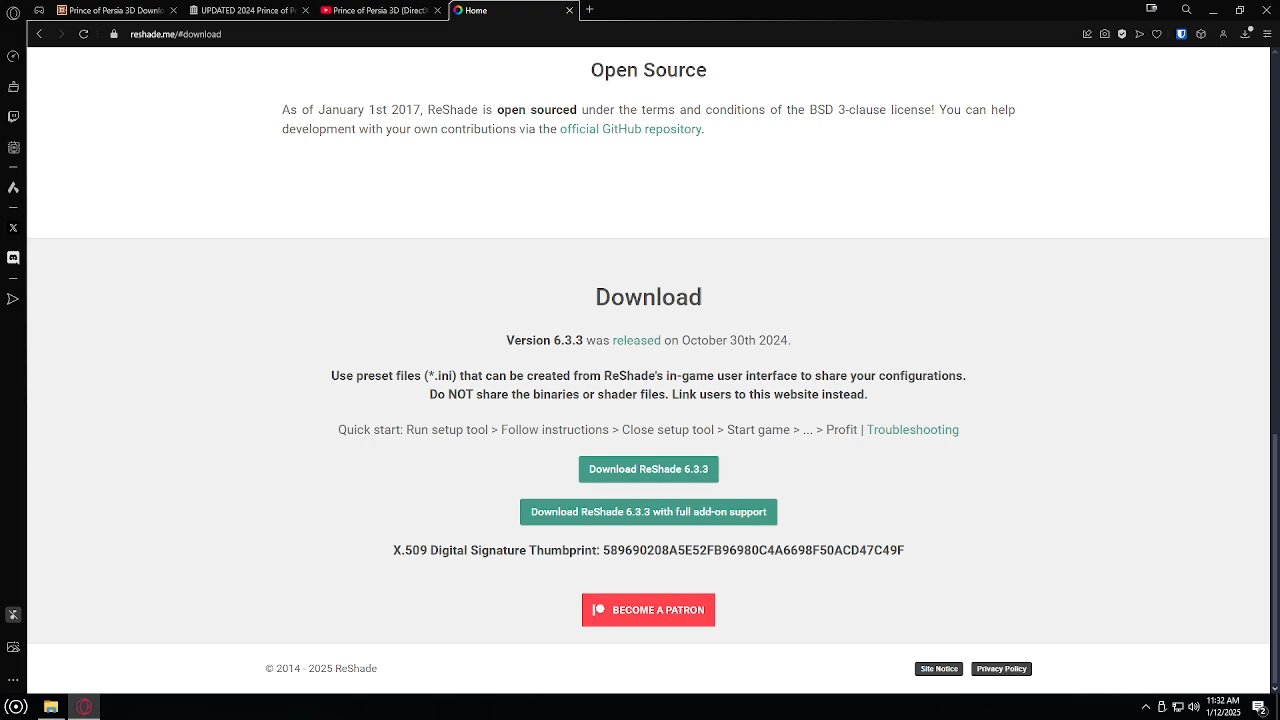 Prince of Persia 3D Downlo
UPDATED 2024 Prince of Pe
Prince of Persia 3D (DirectX
Home
reshade.me/#download
Open Source
As of January 1st 2017, ReShade is open sourced under the terms and conditions of the BSD 3-clause license! You can help
development with your own contributions via the official GitHub repository.
Download
Version 6.3.3 was released on October 30th 2024.
Use preset files (*.ini) that can be created from ReShade's in-game user interface to share your configurations.
Do NOT share the binaries or shader files. Link users to this website instead.
Quick start: Run setup tool > Follow instructions > Close setup tool > Start game > ... > Profit | Troubleshooting
Download ReShade 6.3.3
Download ReShade 6.3.3 with full add-on support
X.509 Digital Signature Thumbprint: 589690208A5E52FB96980C4A6698F50ACD47C49F
BECOME A PATRON
© 2014 - 2025 ReShade
Site Notice
Privacy Policy
11:32 AM
1/12/2025
2